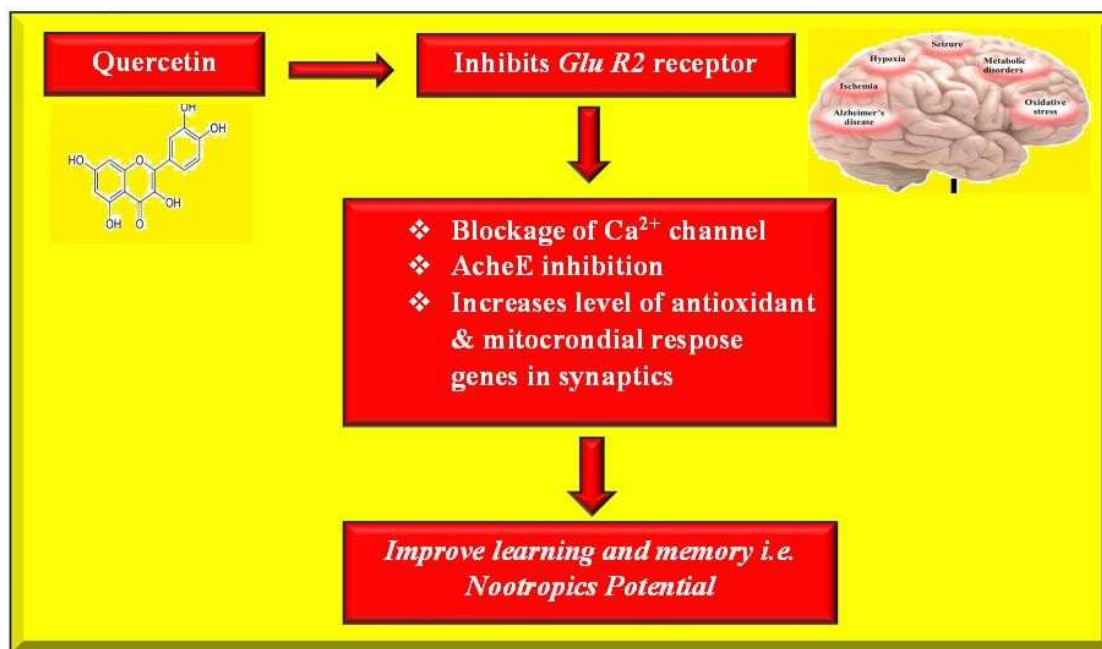 Quercetin
Inhibits Glu R2 receptor
Seizure
Hypoxia
Metabolic
disorders
Ischemia
Oxidative
stress
Alzheimer's
disease
OH
OH
HO
O
OH
OH
O
❖ Blockage of Ca²⁺ channel
❖ AcheE inhibition
❖ Increases level of antioxidant
& mitocrondial respose
genes in synaptics
Improve learning and memory i.e.
Nootropics Potential